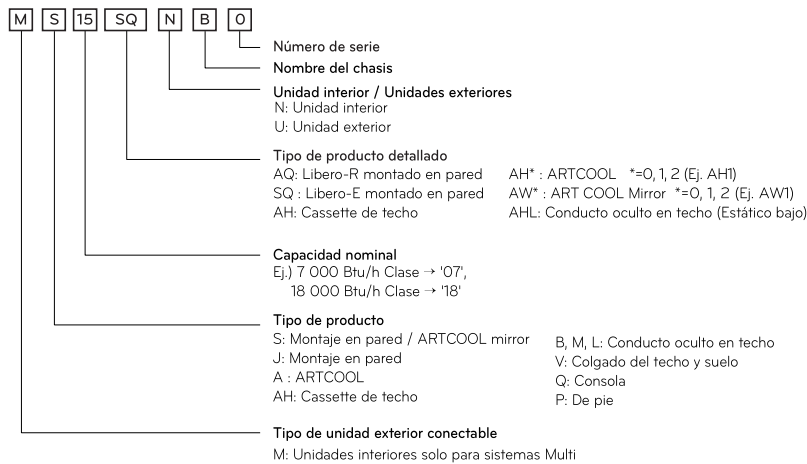 M S 15 SQ N B 0
Número de serie
Nombre del chasis
Unidad interior / Unidades exteriores
N: Unidad interior
U: Unidad exterior
Tipo de producto detallado
AQ: Libero-R montado en pared
SQ : Libero-E montado en pared
AH: Cassette de techo
AH* : ARTCOOL *=0, 1, 2 (Ej. AH1)
AW* : ART COOL Mirror *=0, 1, 2 (Ej. AW1)
AHL: Conducto oculto en techo (Estático bajo)
Capacidad nominal
Ej.) 7 000 Btu/h Clase → '07',
18 000 Btu/h Clase → '18'
Tipo de producto
S: Montaje en pared / ARTCOOL mirror
J: Montaje en pared
A : ARTCOOL
AH: Cassette de techo
B, M, L: Conducto oculto en techo
V: Colgado del techo y suelo
Q: Consola
P: De pie
Tipo de unidad exterior conectable
M: Unidades interiores solo para sistemas Multi